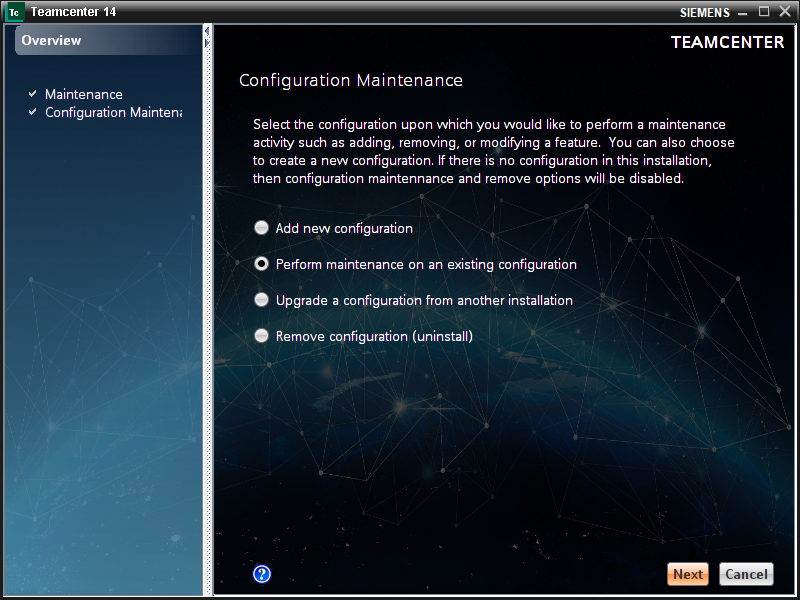 Tc Teamcenter 14 SIEMENS
Overview
TEAMCENTER
Maintenance
Configuration Maintena
Configuration Maintenance
Select the configuration upon which you would like to perform a maintenance
activity such as adding, removing, or modifying a feature. You can also choose
to create a new configuration. If there is no configuration in this installation,
then configuration maintennance and remove options will be disabled.
Add new configuration
Perform maintenance on an existing configuration
Upgrade a configuration from another installation
Remove configuration (uninstall)
? Next Cancel